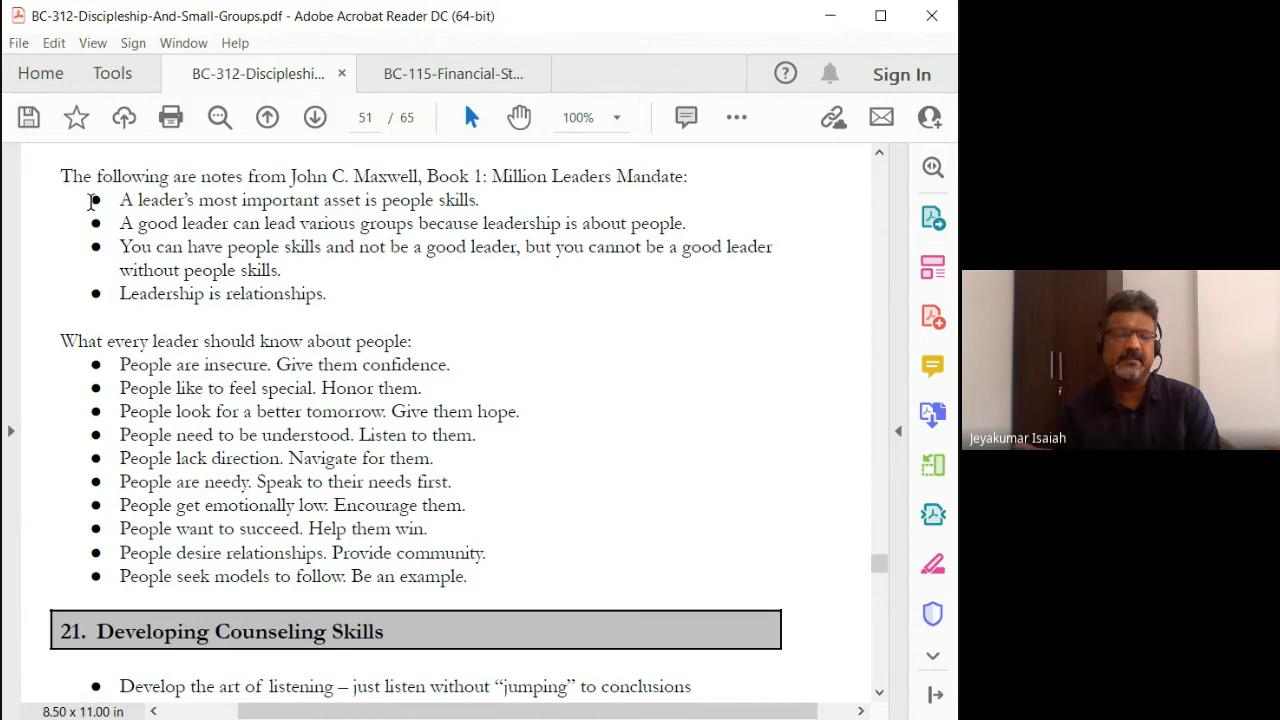 BC-312-Discipleship-And-Small-Groups.pdf - Adobe Acrobat Reader DC (64-bit)
File Edit View Sign Window Help
Home Tools BC-312-Discipleshi... × BC-115-Financial-St... Sign In
51 / 65 100%
The following are notes from John C. Maxwell, Book 1: Million Leaders Mandate:
● A leader’s most important asset is people skills.
● A good leader can lead various groups because leadership is about people.
● You can have people skills and not be a good leader, but you cannot be a good leader
without people skills.
● Leadership is relationships.
What every leader should know about people:
● People are insecure. Give them confidence.
● People like to feel special. Honor them.
● People look for a better tomorrow. Give them hope.
● People need to be understood. Listen to them.
● People lack direction. Navigate for them.
● People are needy. Speak to their needs first.
● People get emotionally low. Encourage them.
● People want to succeed. Help them win.
● People desire relationships. Provide community.
● People seek models to follow. Be an example.
21. Developing Counseling Skills
● Develop the art of listening – just listen without “jumping” to conclusions
8.50 x 11.00 in
Jeyakumar Isaiah